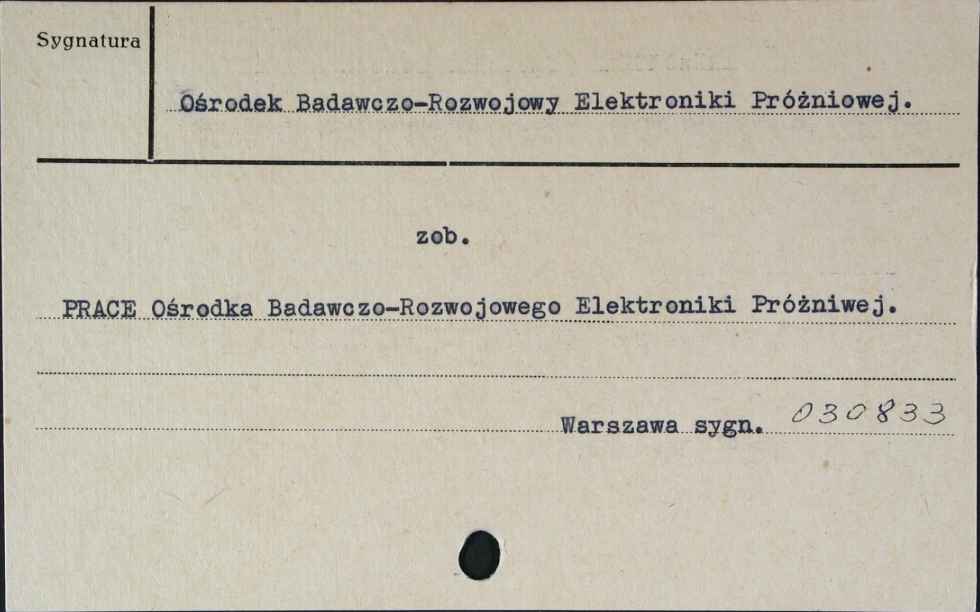 Sygnatura
Ośrodek Badawczo-Rozwojowy Elektroniki Próżniowej.
zob.
PRACE Ośrodka Badawczo-Rozwojowego Elektroniki Próżniwej.
Warszawa sygn. 030833